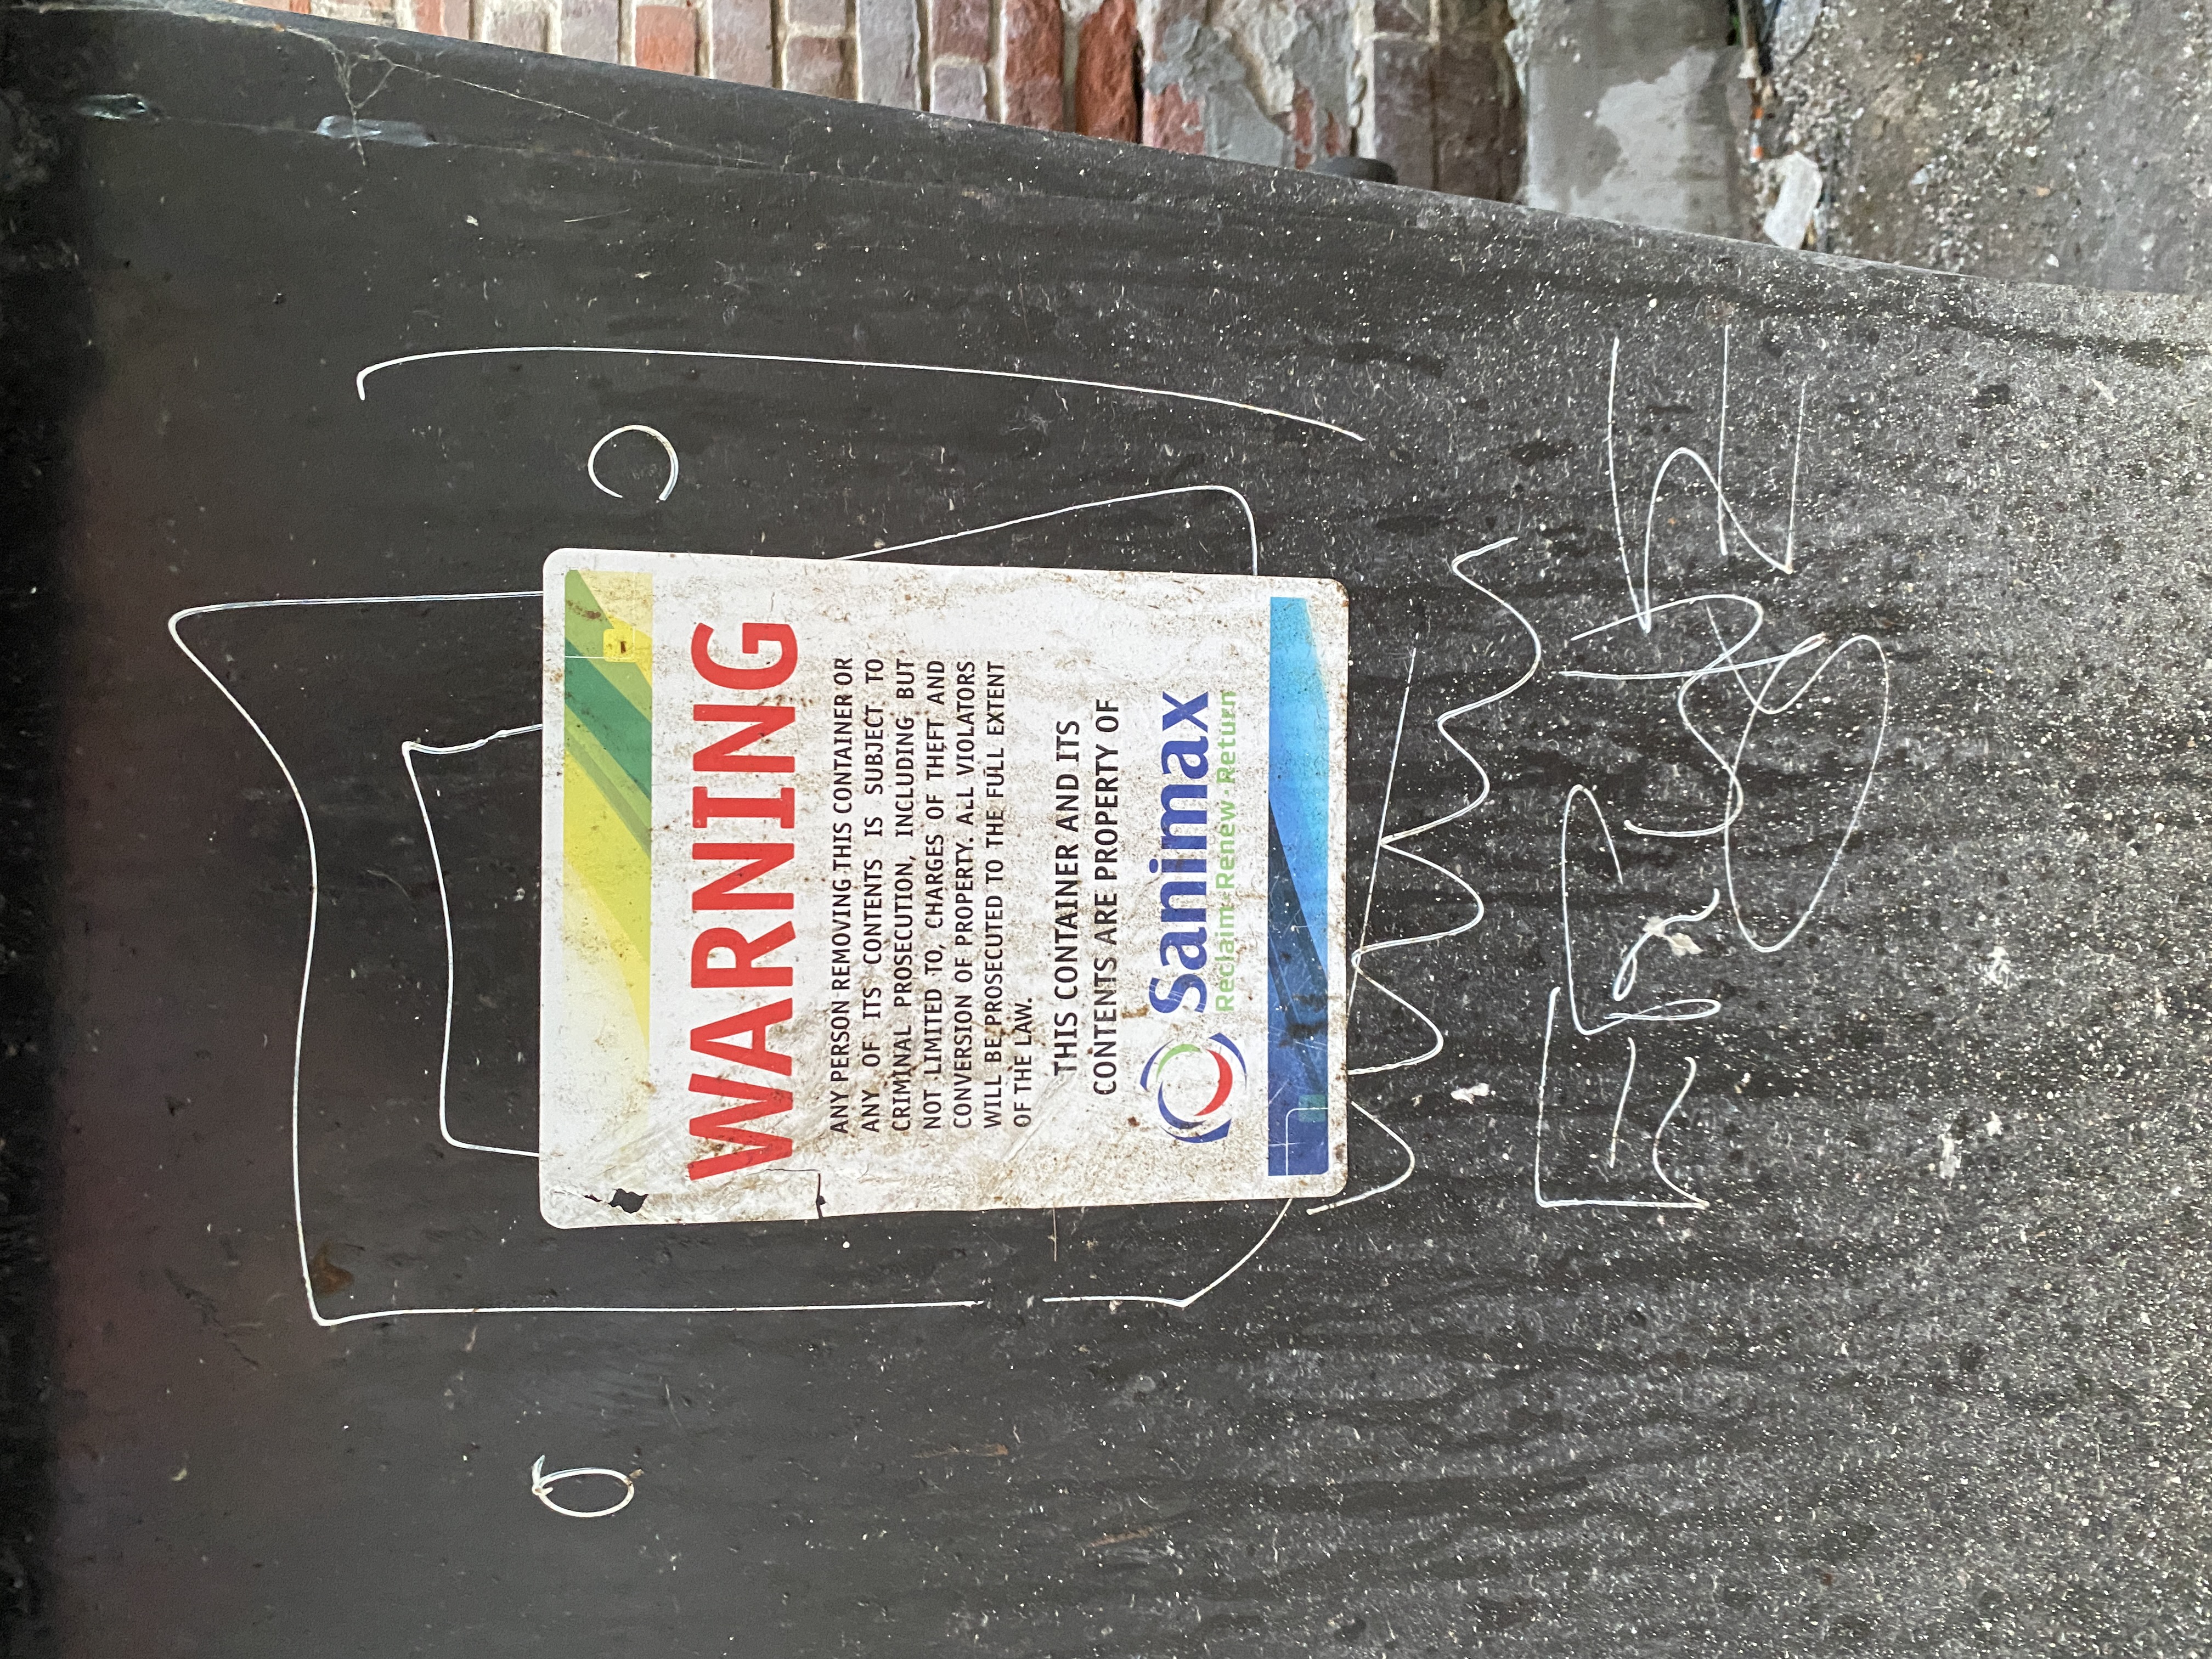 WARNING
ANY PERSON REMOVING THIS CONTAINER OR
ANY OF ITS CONTENTS IS SUBJECT TO
CRIMINAL PROSECUTION, INCLUDING BUT
NOT LIMITED TO, CHARGES OF THEFT AND
CONVERSION OF PROPERTY. ALL VIOLATORS
WILL BE PROSECUTED TO THE FULL EXTENT
OF THE LAW.
THIS CONTAINER AND ITS
CONTENTS ARE PROPERTY OF
Sanimax
Reclaim·Renew·Return